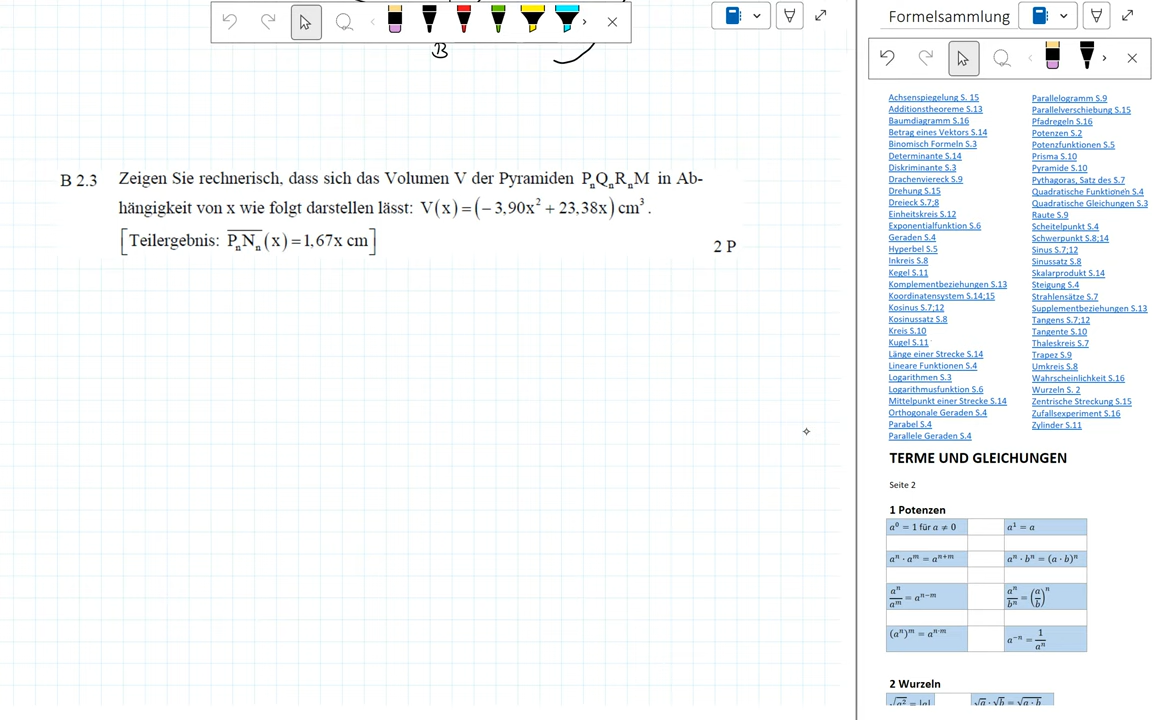 B
B 2.3 Zeigen Sie rechnerisch, dass sich das Volumen V der Pyramiden PₙQₙRₙM in Ab-
hängigkeit von x wie folgt darstellen lässt: V(x) = (−3,90x² + 23,38x) cm³.
[Teilergebnis: P̅ₙN̅ₙ(x) = 1,67x cm]
2 P
Formelsammlung
Achsenspiegelung S. 15
Additionstheoreme S.13
Baumdiagramm S.16
Betrag eines Vektors S.14
Binomisch Formeln S.3
Determinante S.14
Diskriminante S.3
Drachenviereck S.9
Drehung S.15
Dreieck S.7;8
Einheitskreis S.12
Exponentialfunktion S.6
Geraden S.4
Hyperbel S.5
Inkreis S.8
Kegel S.11
Komplementbeziehungen S.13
Koordinatensystem S.14;15
Kosinus S.7;12
Kosinussatz S.8
Kreis S.10
Kugel S.11
Länge einer Strecke S.14
Lineare Funktionen S.4
Logarithmen S.3
Logarithmusfunktion S.6
Mittelpunkt einer Strecke S.14
Orthogonale Geraden S.4
Parabel S.4
Parallele Geraden S.4
Parallelogramm S.9
Parallelverschiebung S.15
Pfadregeln S.16
Potenzen S.2
Potenzfunktionen S.5
Prisma S.10
Pyramide S.10
Pythagoras, Satz des S.7
Quadratische Funktionen S.4
Quadratische Gleichungen S.3
Raute S.9
Scheitelpunkt S.4
Schwerpunkt S.8;14
Sinus S.7;12
Sinussatz S.8
Skalarprodukt S.14
Steigung S.4
Strahlensätze S.7
Supplementbeziehungen S.13
Tangens S.7;12
Tangente S.10
Thaleskreis S.7
Trapez S.9
Umkreis S.8
Wahrscheinlichkeit S.16
Wurzeln S. 2
Zentrische Streckung S.15
Zufallsexperiment S.16
Zylinder S.11
TERME UND GLEICHUNGEN
Seite 2
1 Potenzen
a⁰ = 1 für a ≠ 0 a¹ = a
aⁿ · aᵐ = aⁿ⁺ᵐ aⁿ · bⁿ = (a · b)ⁿ
aⁿ/aᵐ = aⁿ⁻ᵐ aⁿ/bⁿ = (a/b)ⁿ
(aⁿ)ᵐ = aⁿ·ᵐ a⁻ⁿ = 1/aⁿ
2 Wurzeln
√a² = |a| √a · √b = √a · b